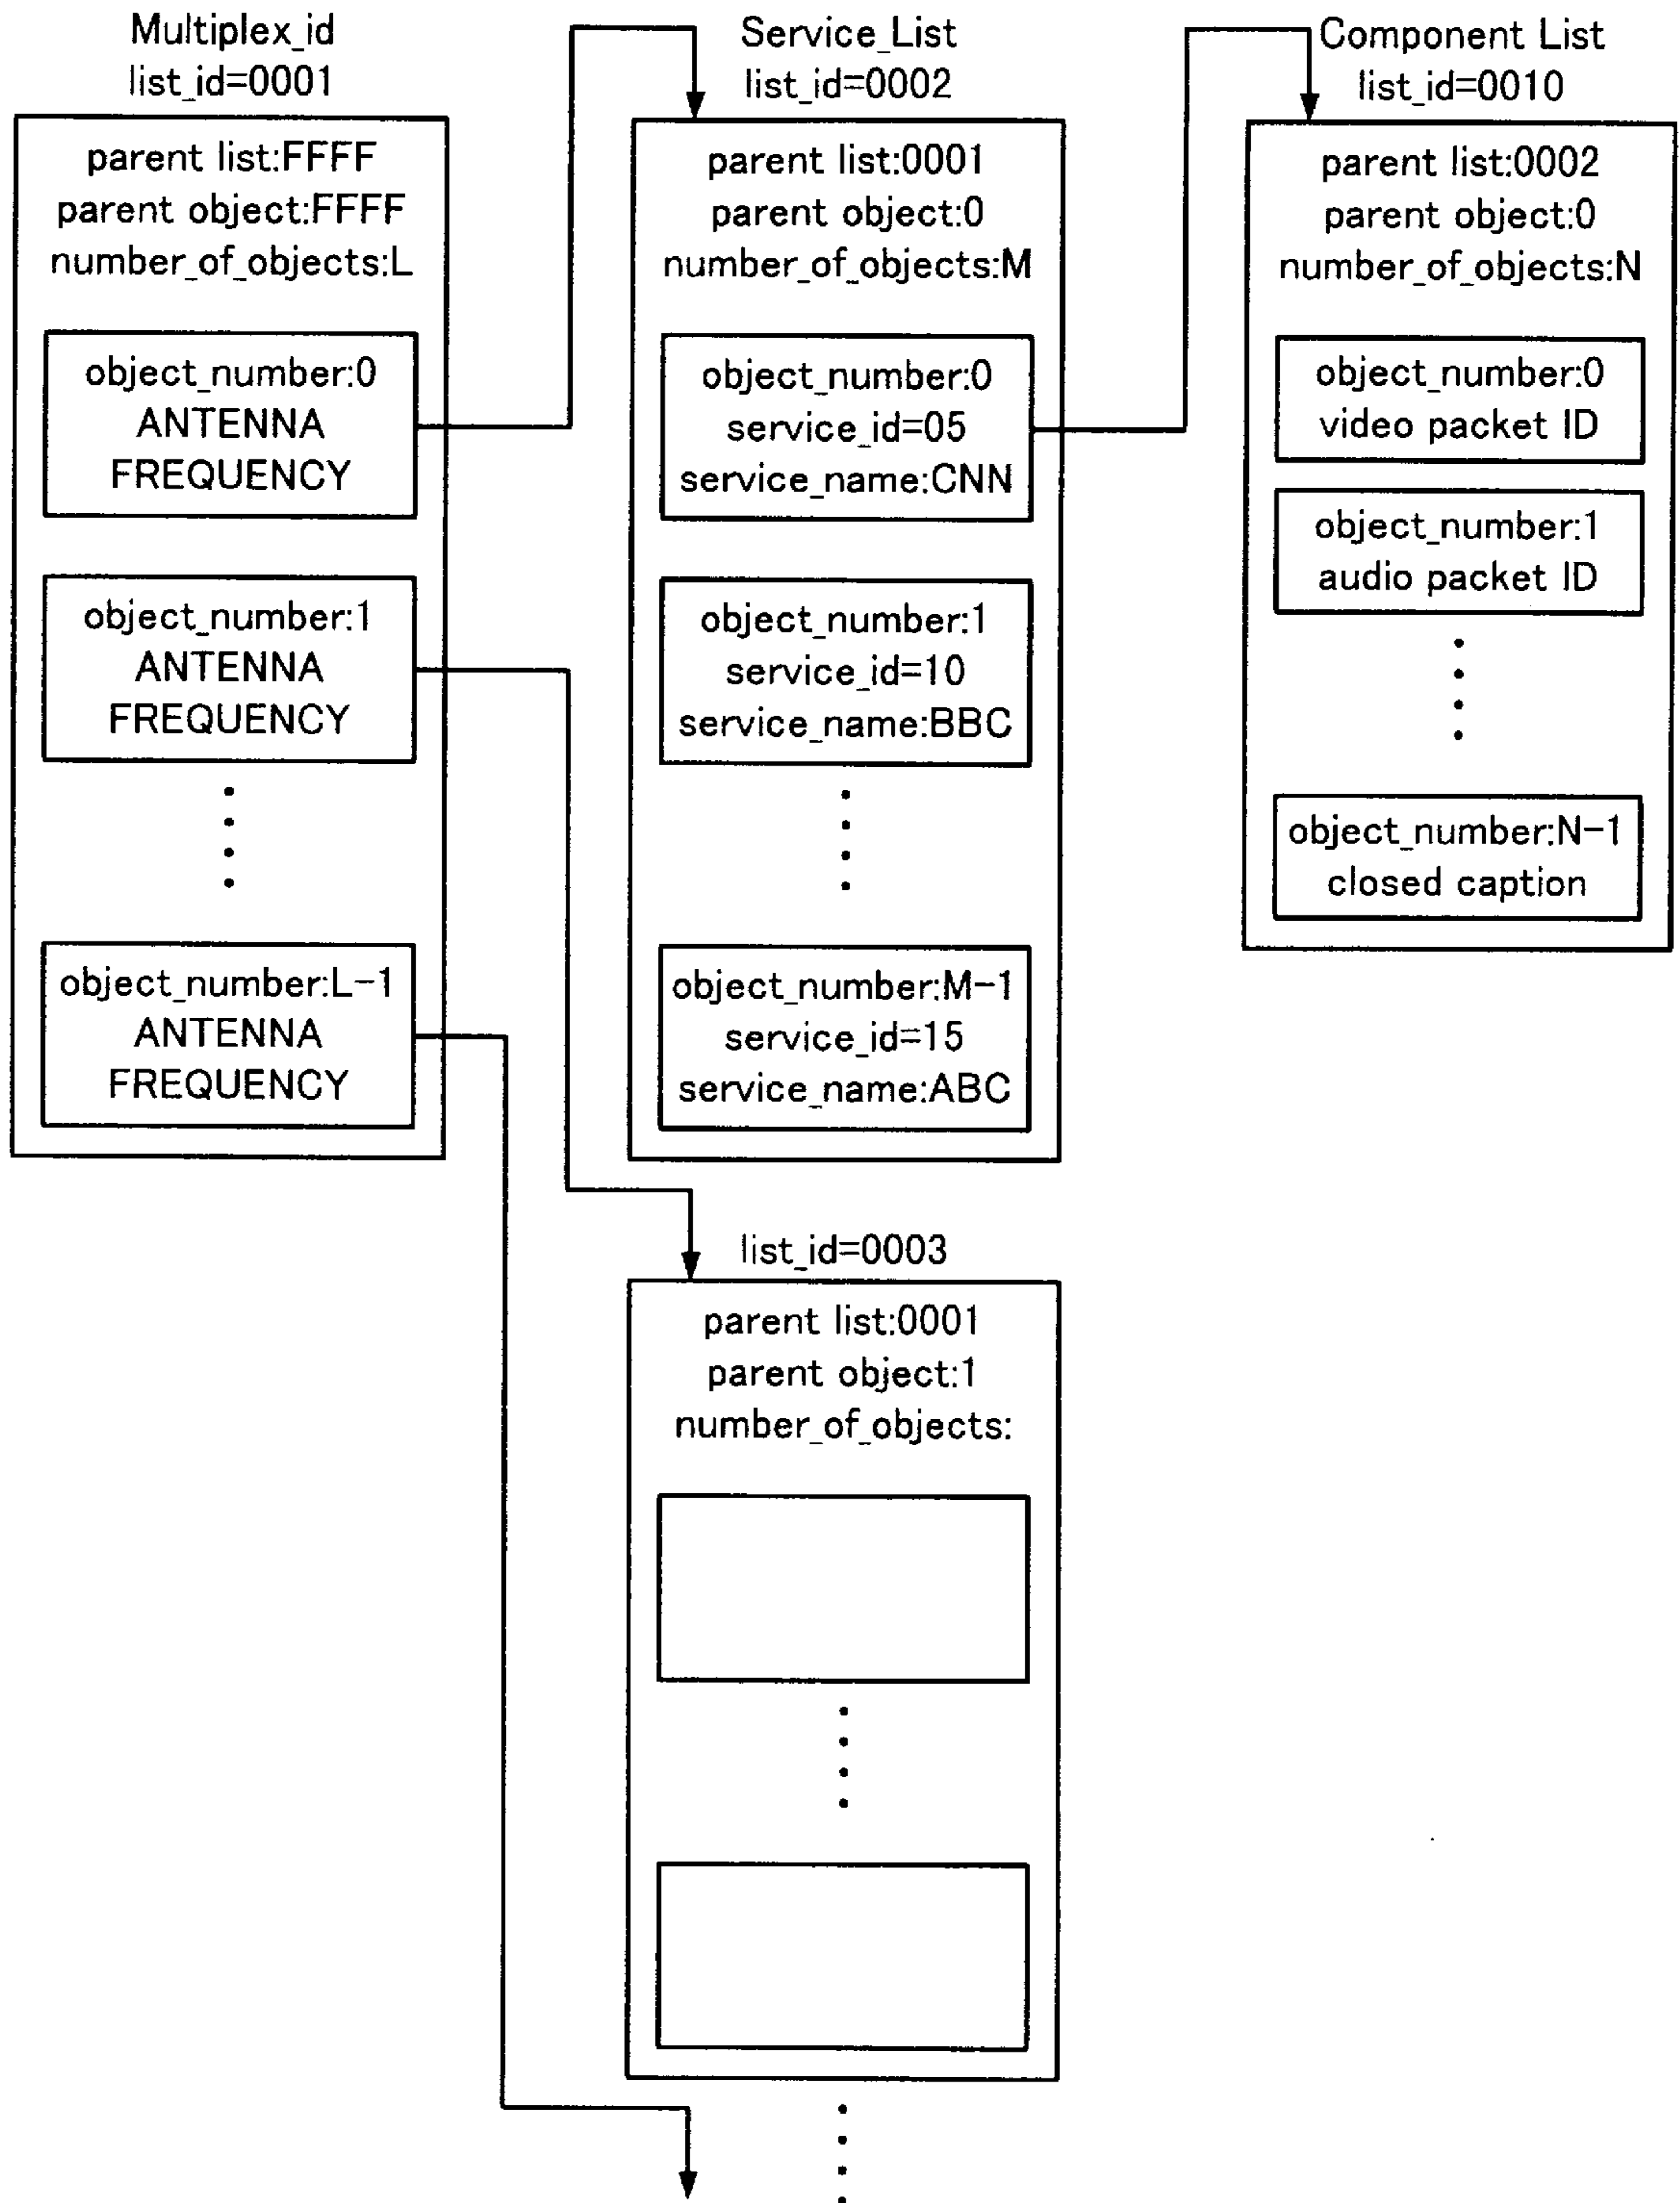 Multiplex_id
list_id=0001
parent list:FFFF
parent object:FFFF
number_of_objects:L
object_number:0
ANTENNA
FREQUENCY
object_number:1
ANTENNA
FREQUENCY
object_number:L-1
ANTENNA
FREQUENCY
Service_List
list_id=0002
parent list:0001
parent object:0
number_of_objects:M
object_number:0
service_id=05
service_name:CNN
object_number:1
service_id=10
service_name:BBC
object_number:M-1
service_id=15
service_name:ABC
list_id=0003
parent list:0001
parent object:1
number_of_objects:
Component List
list_id=0010
parent list:0002
parent object:0
number_of_objects:N
object_number:0
video packet ID
object_number:1
audio packet ID
object_number:N-1
closed caption